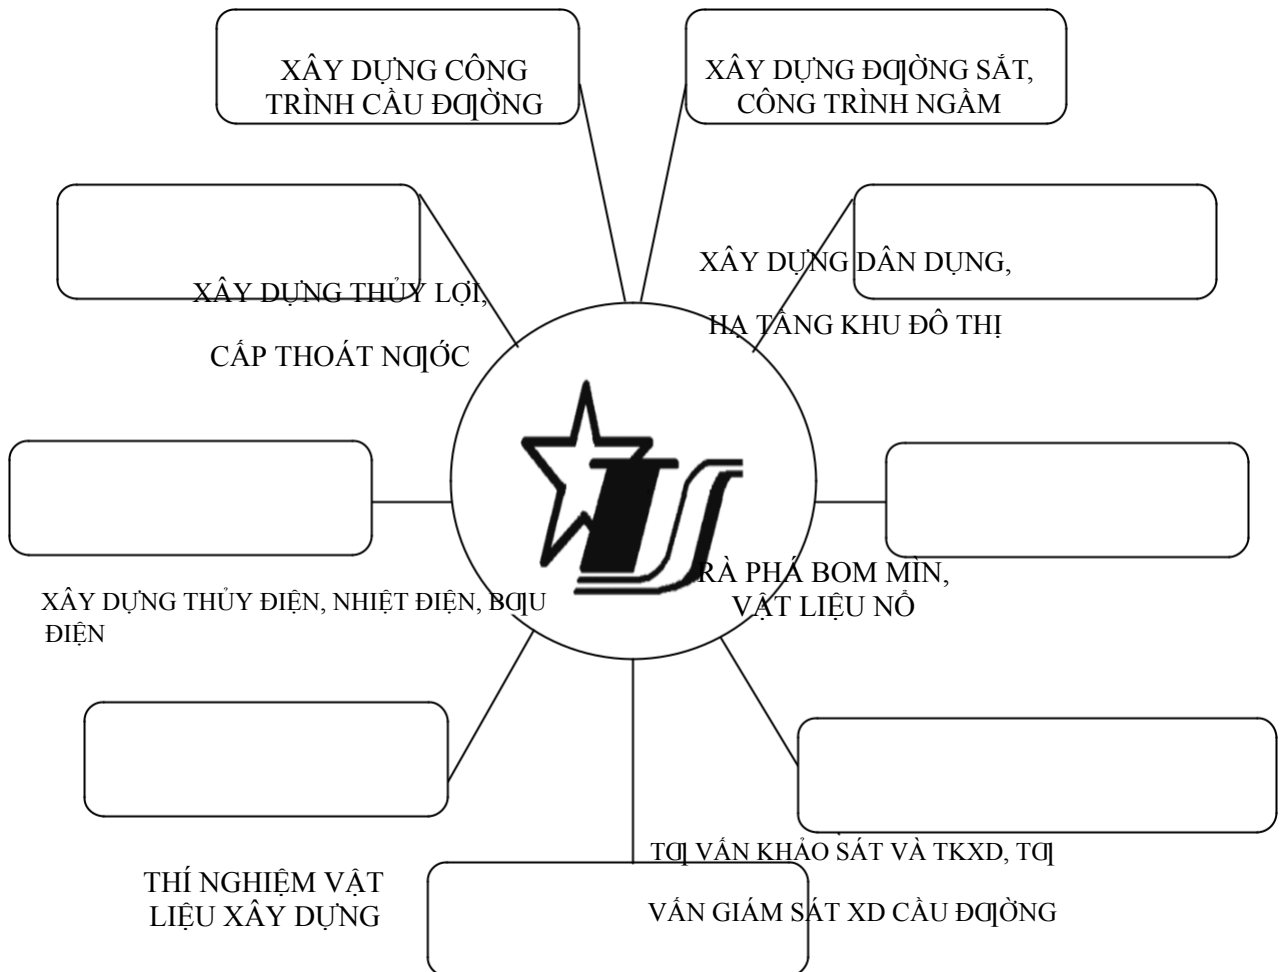 XÂY DỰNG CÔNG
TRÌNH CẦU ĐƢỜNG
XÂY DỰNG ĐƢỜNG SẮT,
CÔNG TRÌNH NGẦM
XÂY DỰNG THỦY LỢI,
CẤP THOÁT NƢỚC
XÂY DỰNG DÂN DỤNG,
HẠ TẦNG KHU ĐÔ THỊ
XÂY DỰNG THỦY ĐIỆN, NHIỆT ĐIỆN, BƢU
ĐIỆN
RÀ PHÁ BOM MÌN,
VẬT LIỆU NỔ
THÍ NGHIỆM VẬT
LIỆU XÂY DỰNG
TƢ VẤN KHẢO SÁT VÀ TKXD, TƢ
VẤN GIÁM SÁT XD CẦU ĐƢỜNG